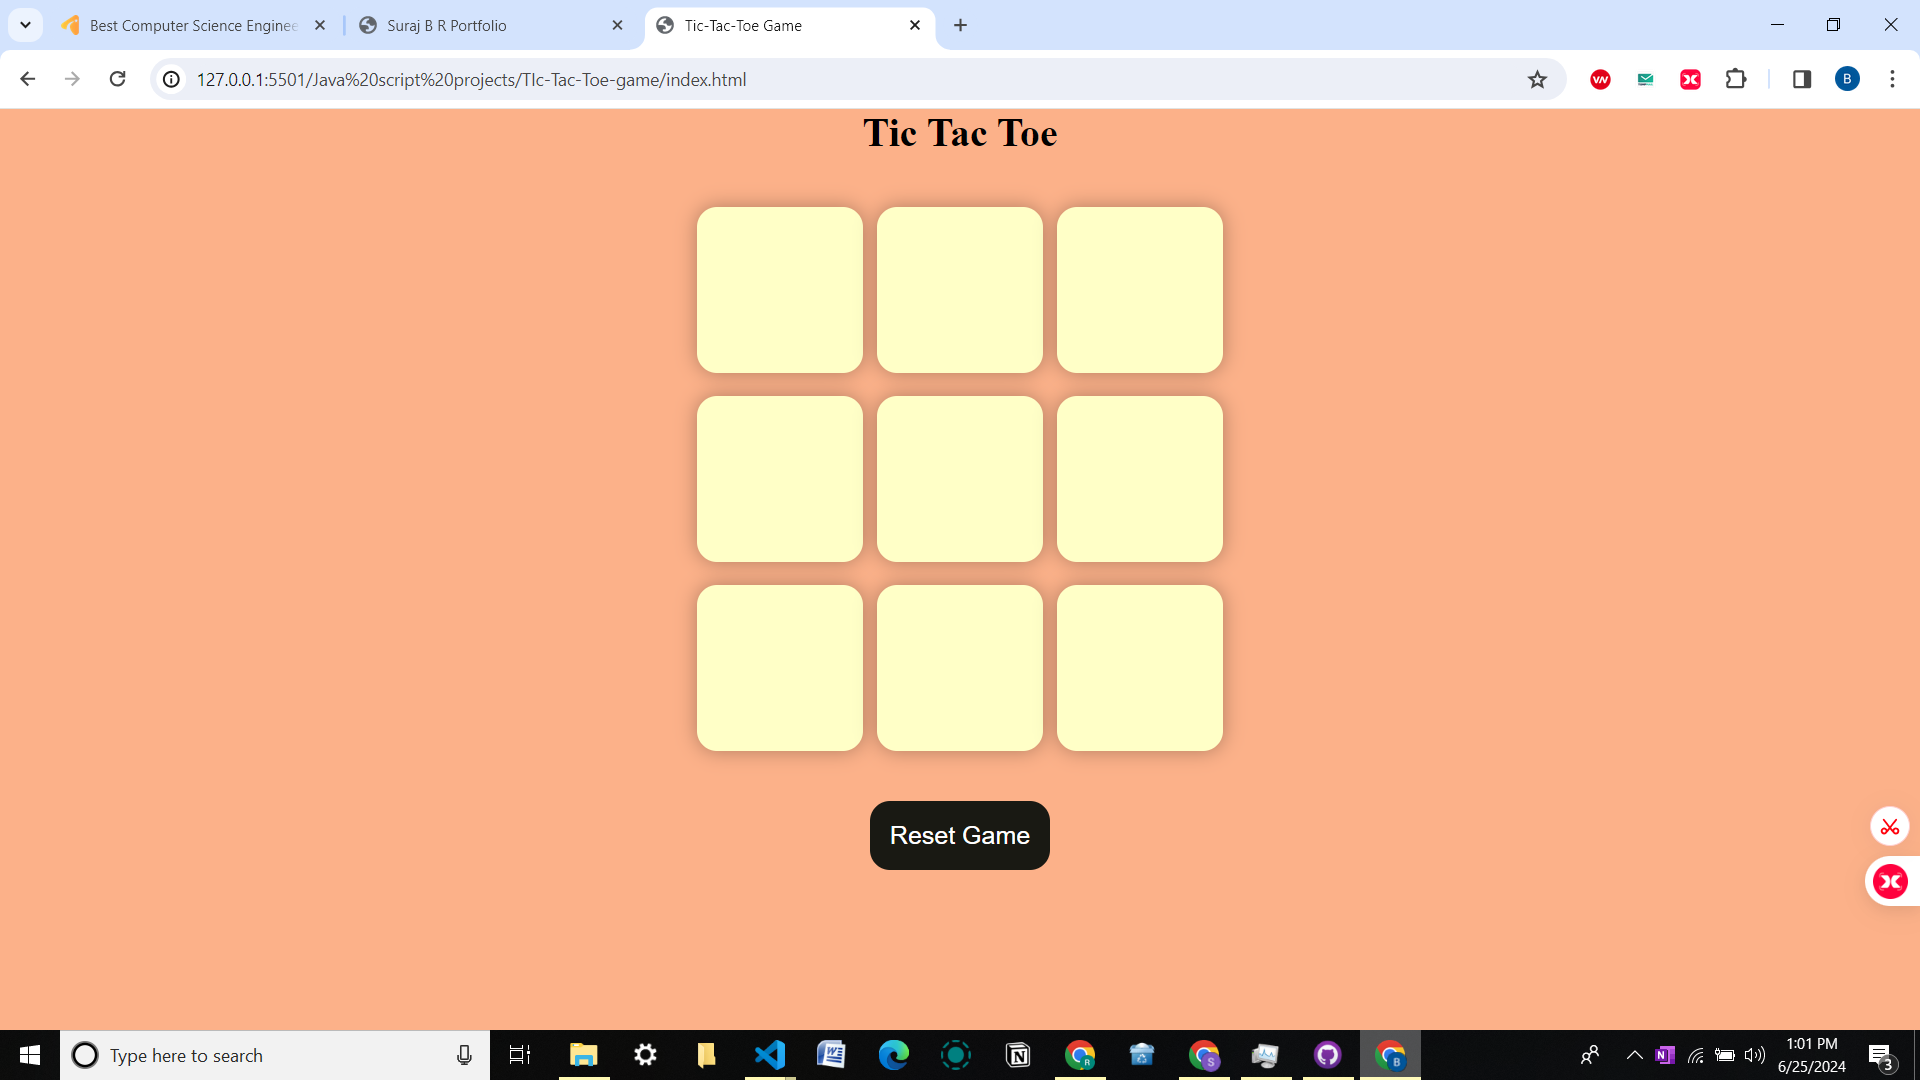 Best Computer Science Enginee
Suraj B R Portfolio
Tic-Tac-Toe Game
127.0.0.1:5501/Java%20script%20projects/TIc-Tac-Toe-game/index.html
VN
B
Tic Tac Toe
Reset Game
Type here to search
W
N
R
S
B
N
1:01 PM
6/25/2024
3